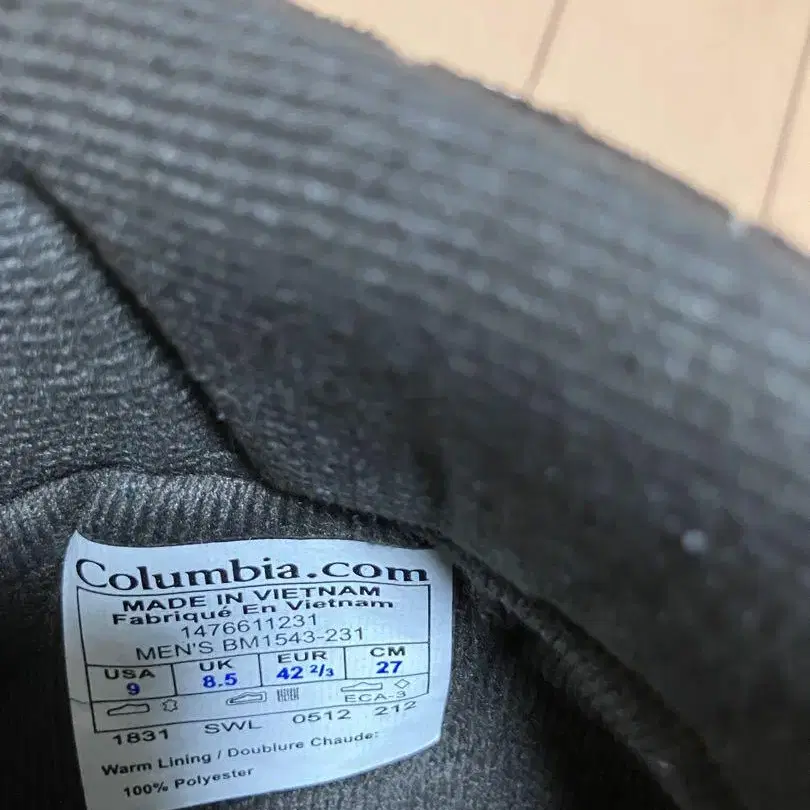 Columbia.com
MADE IN VIETNAM
Fabriqué En Vietnam
1476611231
MEN'S BM1543-231
USA UK EUR CM
9 8.5 42 2/3 27
ECA-3
1831 SWL 0512 212
Warm Lining / Doublure Chaude:
100% Polyester